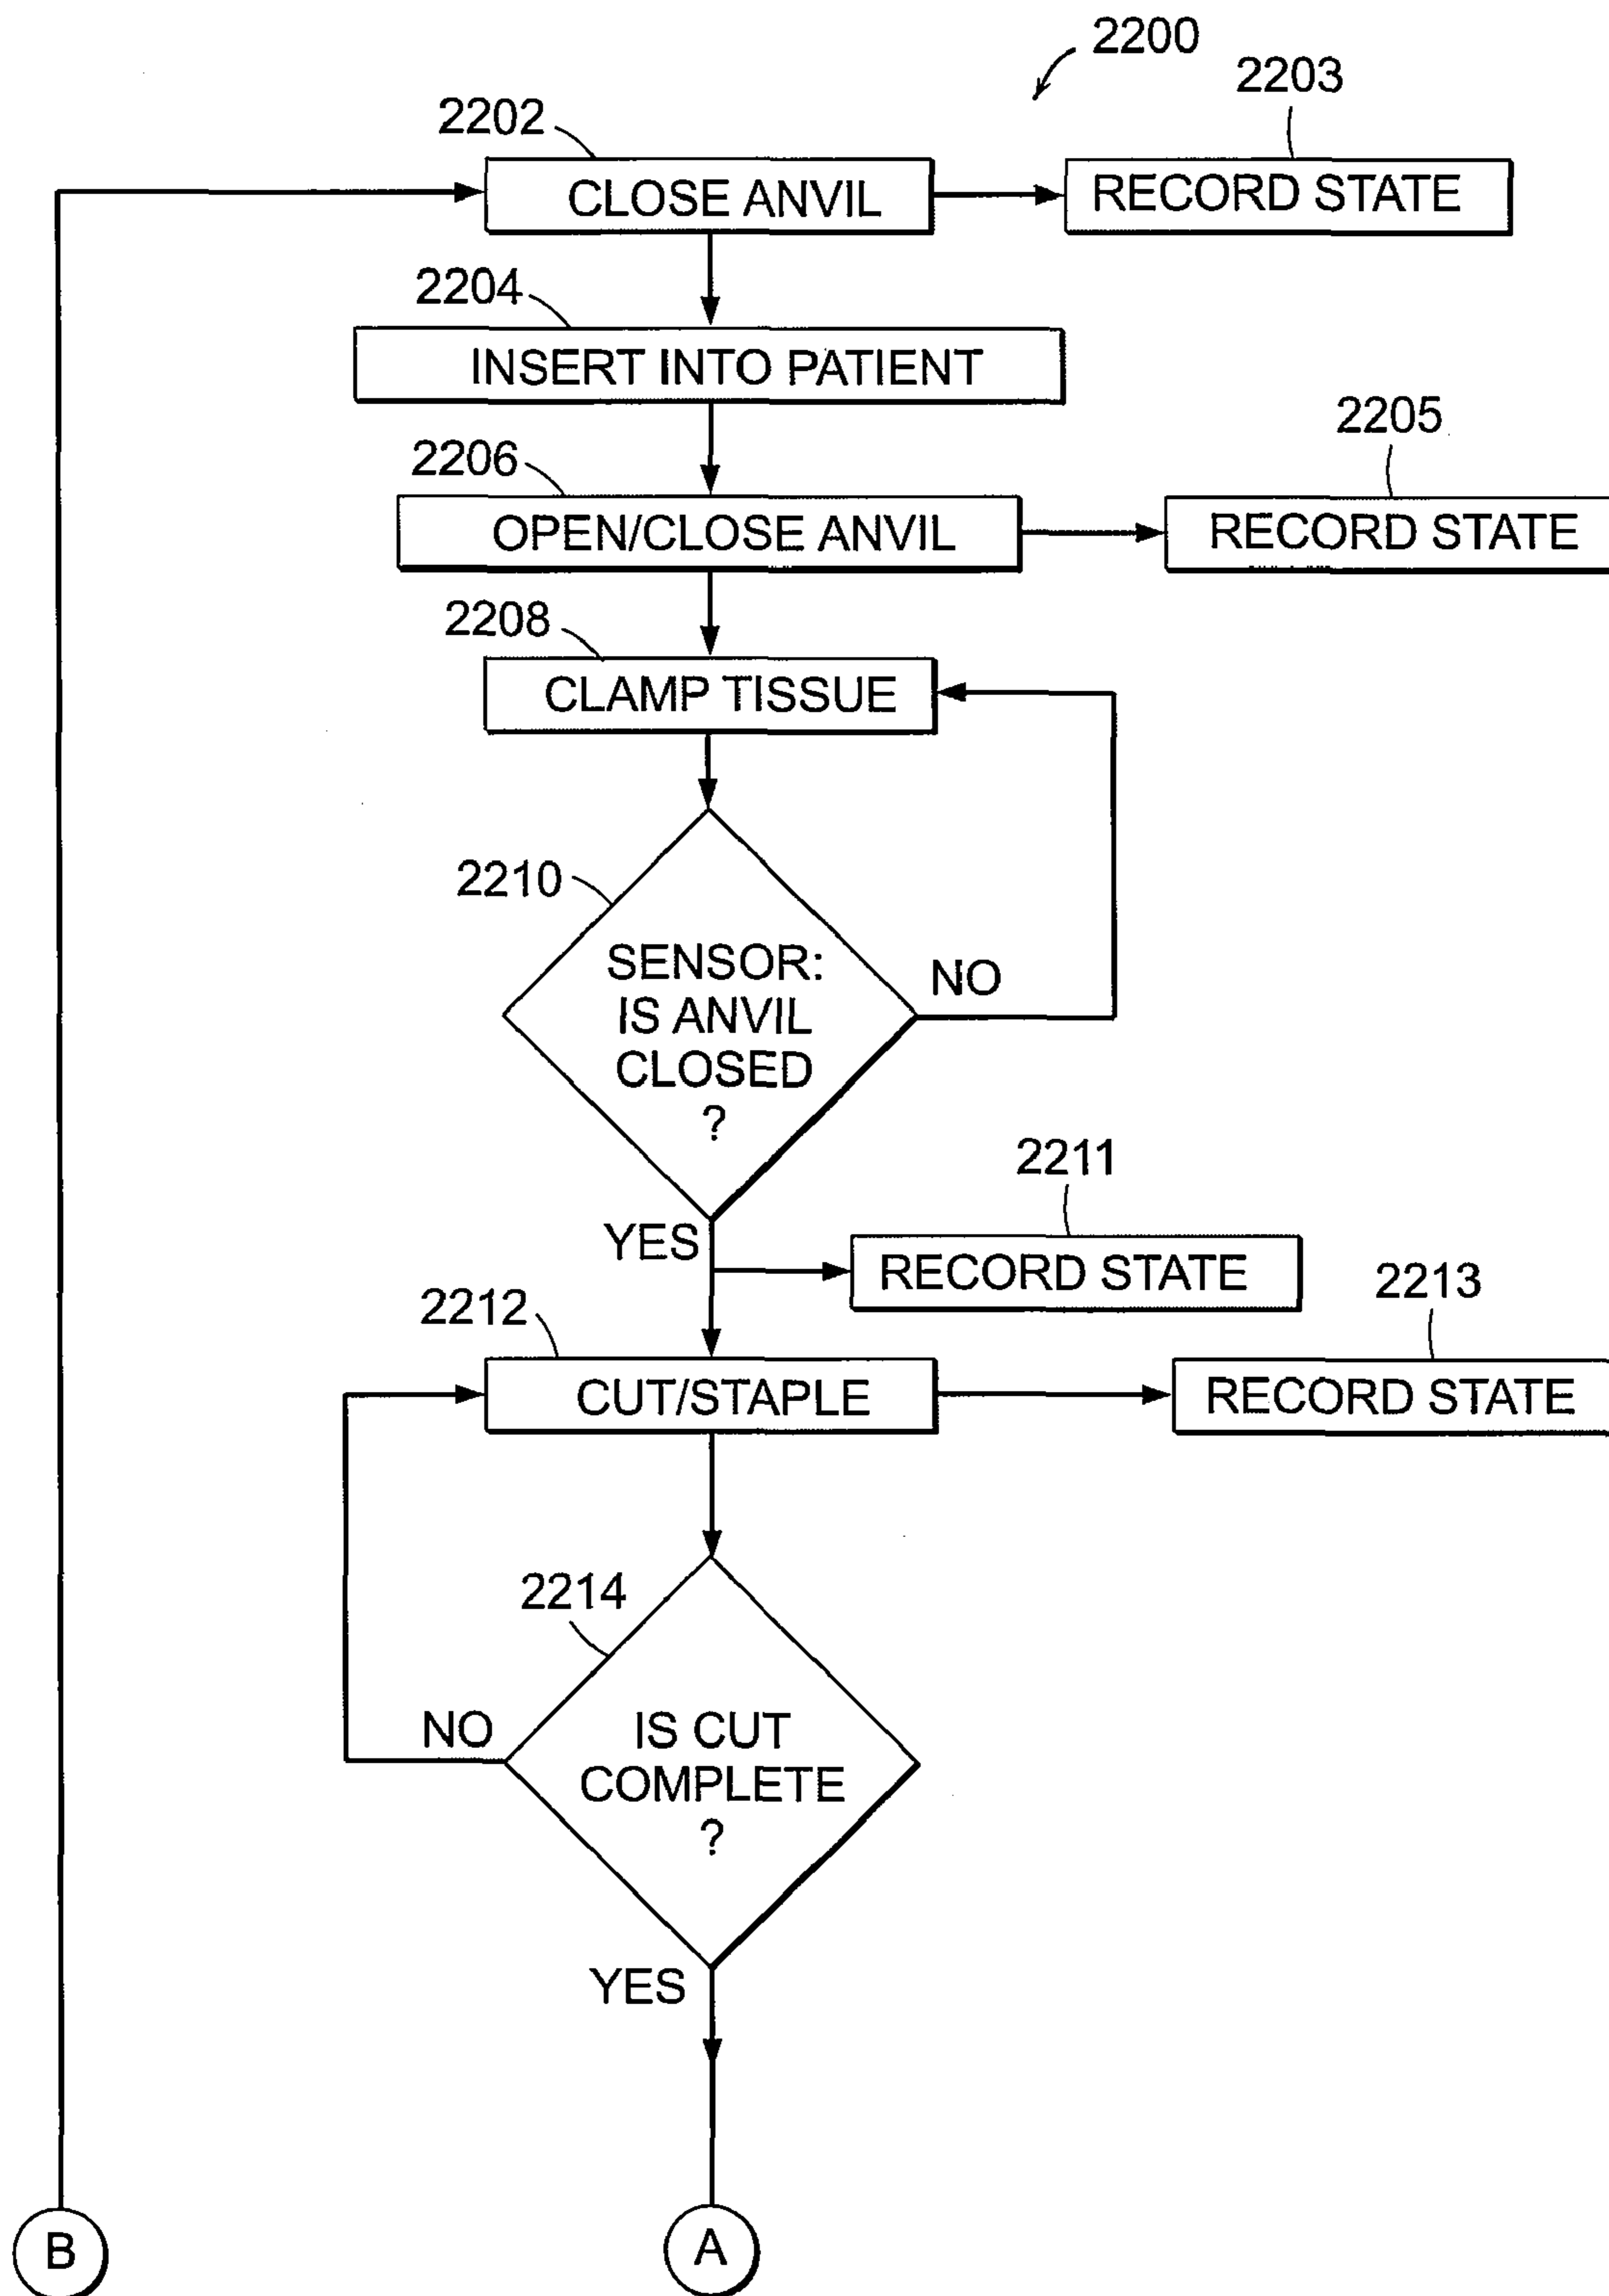 2200
2203
2202
CLOSE ANVIL
RECORD STATE
2204
INSERT INTO PATIENT
2205
2206
OPEN/CLOSE ANVIL
RECORD STATE
2208
CLAMP TISSUE
2210
SENSOR:
IS ANVIL
CLOSED
?
NO
2211
YES
RECORD STATE
2213
2212
CUT/STAPLE
RECORD STATE
2214
NO
IS CUT
COMPLETE
?
YES
B
A